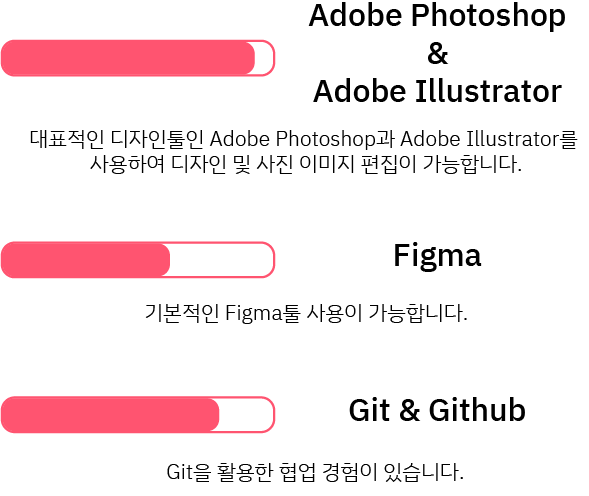 Adobe Photoshop
&
Adobe Illustrator
대표적인 디자인툴인 Adobe Photoshop과 Adobe Illustrator를
사용하여 디자인 및 사진 이미지 편집이 가능합니다.
Figma
기본적인 Figma툴 사용이 가능합니다.
Git & Github
Git을 활용한 협업 경험이 있습니다.